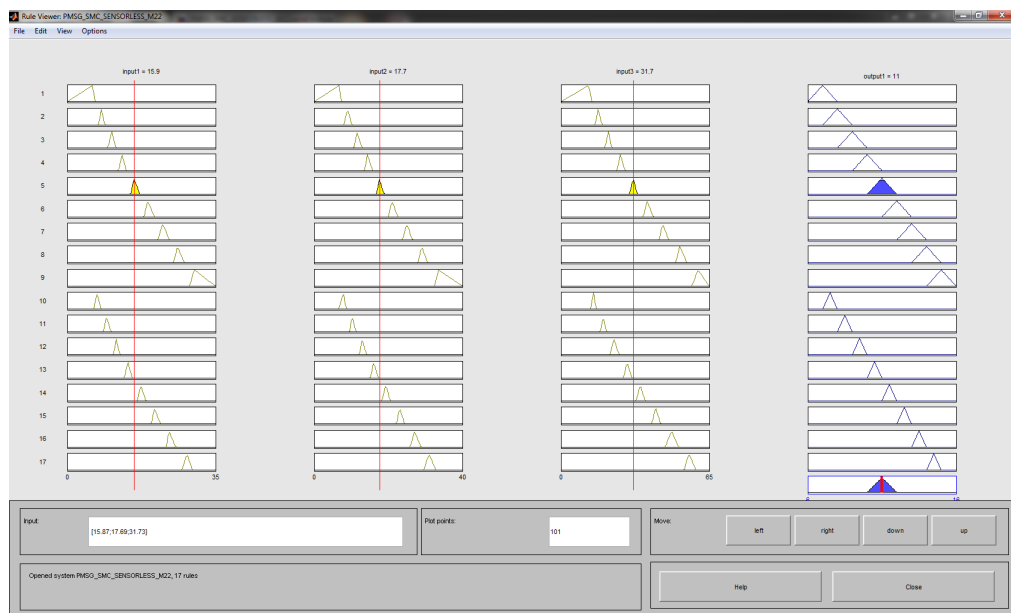 Rule Viewer: PMSG_SMC_SENSORLESS_M22
File Edit View Options
input1 = 15.9
input2 = 17.7
input3 = 31.7
output1 = 11
1
2
3
4
5
6
7
8
9
10
11
12
13
14
15
16
17
0 35
0 40
0 65
6 16
Input:
[15.87;17.69;31.73]
Plot points:
101
Move:
left
right
down
up
Opened system PMSG_SMC_SENSORLESS_M22, 17 rules
Help
Close